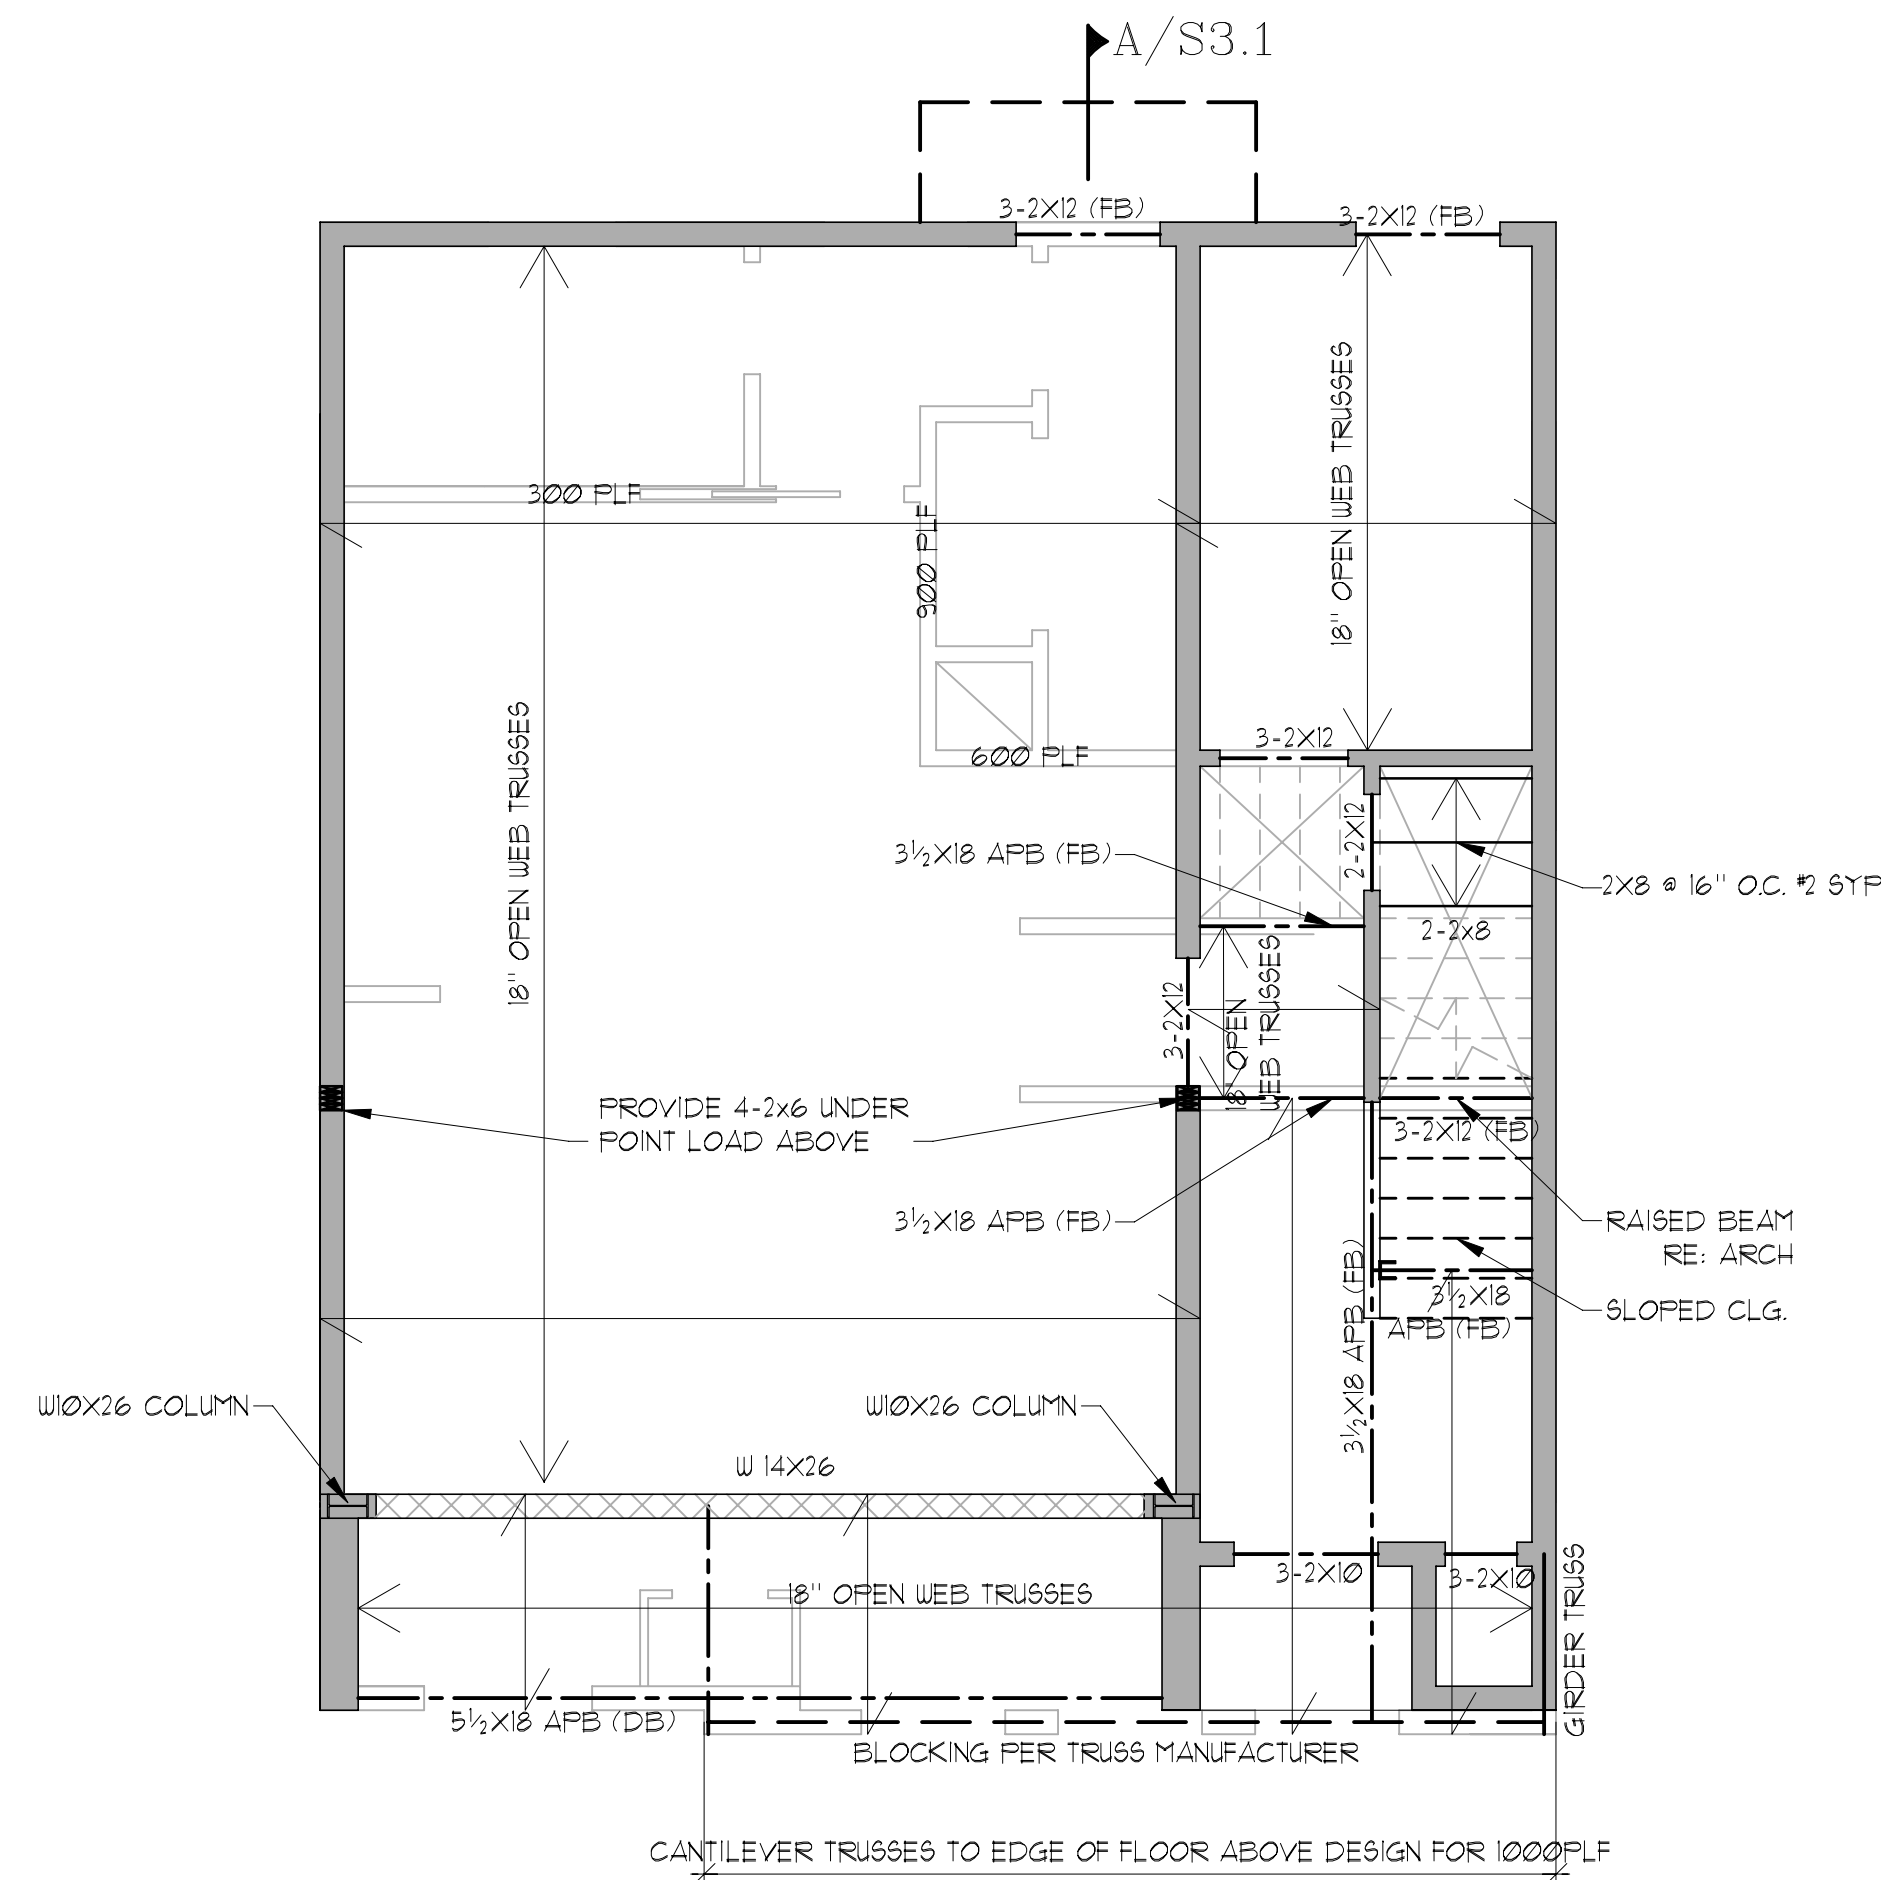 A/S3.1
3-2X12 (FB)
3-2X12 (FB)
18" OPEN WEB TRUSSES
300 PLF
900 PLF
18" OPEN WEB TRUSSES
600 PLF
3-2X12
3½X18 APB (FB)
2-2X12
2X8 @ 16" O.C. #2 SYP
2-2x8
3-2X12
18" OPEN
WEB TRUSSES
PROVIDE 4-2x6 UNDER
POINT LOAD ABOVE
3-2X12 (FB)
3½X18 APB (FB)
RAISED BEAM
RE: ARCH
3½X18
APB (FB)
SLOPED CLG.
3½X18 APB (FB)
W10X26 COLUMN
W10X26 COLUMN
W 14X26
3-2X10
3-2X10
18" OPEN WEB TRUSSES
GIRDER TRUSS
5½X18 APB (DB)
BLOCKING PER TRUSS MANUFACTURER
CANTILEVER TRUSSES TO EDGE OF FLOOR ABOVE DESIGN FOR 1000PLF